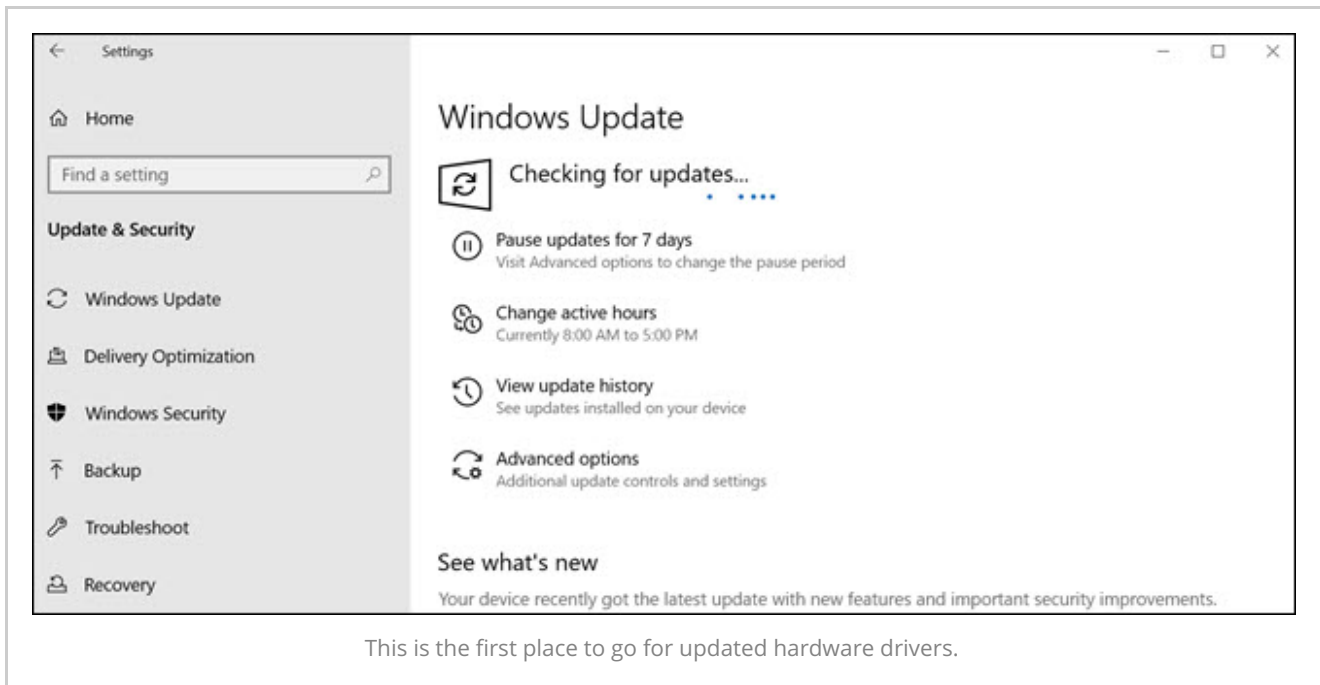 Settings
Home
Find a setting
Update & Security
Windows Update
Delivery Optimization
Windows Security
Backup
Troubleshoot
Recovery
Windows Update
Checking for updates...
Pause updates for 7 days
Visit Advanced options to change the pause period
Change active hours
Currently 8:00 AM to 5:00 PM
View update history
See updates installed on your device
Advanced options
Additional update controls and settings
See what's new
Your device recently got the latest update with new features and important security improvements.
This is the first place to go for updated hardware drivers.